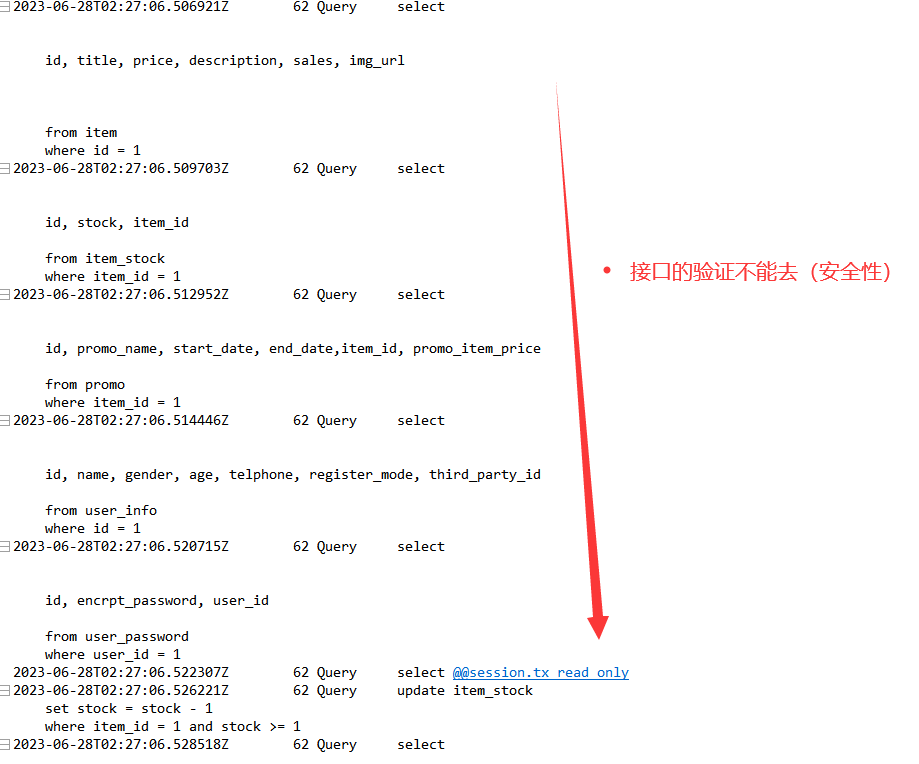 2023-06-28T02:27:06.506921Z 62 Query select
id, title, price, description, sales, img_url
from item
where id = 1
2023-06-28T02:27:06.509703Z 62 Query select
id, stock, item_id
from item_stock
where item_id = 1
2023-06-28T02:27:06.512952Z 62 Query select
id, promo_name, start_date, end_date,item_id, promo_item_price
from promo
where item_id = 1
2023-06-28T02:27:06.514446Z 62 Query select
id, name, gender, age, telphone, register_mode, third_party_id
from user_info
where id = 1
2023-06-28T02:27:06.520715Z 62 Query select
id, encrpt_password, user_id
from user_password
where user_id = 1
2023-06-28T02:27:06.522307Z 62 Query select @@session.tx_read_only
2023-06-28T02:27:06.526221Z 62 Query update item_stock
set stock = stock - 1
where item_id = 1 and stock >= 1
2023-06-28T02:27:06.528518Z 62 Query select
• 接口的验证不能去（安全性）